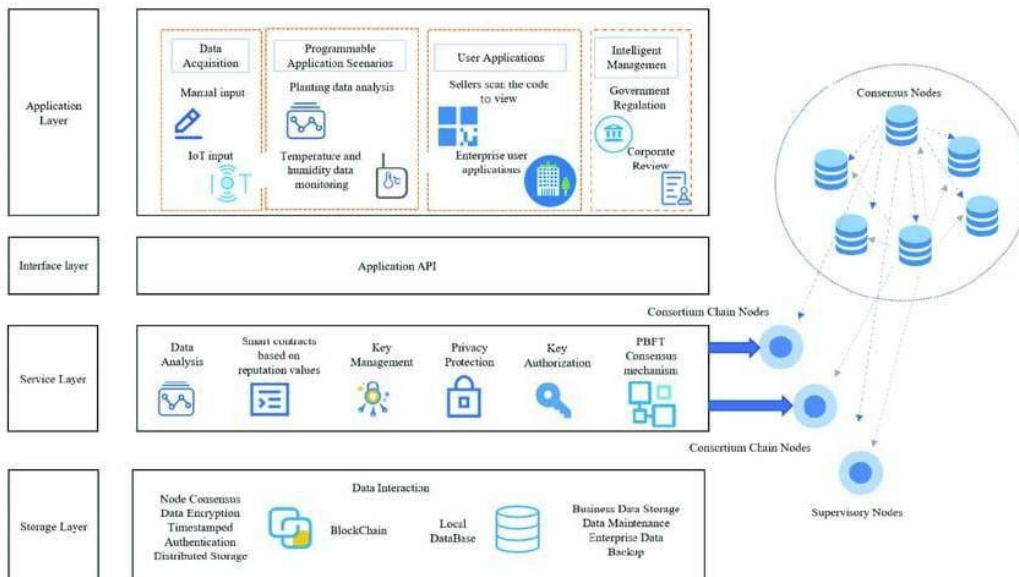 Application
Layer
Data
Acquisition
Manual input
IoT input
IOT
Programmable
Application Scenarios
Planting data analysis
Temperature and
humidity data
monitoring
℃
User Applications
Sellers scan the code
to view
Enterprise user
applications
Intelligent
Managemen
Government
Regulation
Corporate
Review
Consensus Nodes
Interface layer
Application API
Service Layer
Data
Analysis
Smart contracts
based on
reputation values
Key
Management
Privacy
Protection
Key
Authorization
PBFT
Consensus
mechanism
Consortium Chain Nodes
Consortium Chain Nodes
Supervisory Nodes
Storage Layer
Data Interaction
Node Consensus
Data Encryption
Timestamped
Authentication
Distributed Storage
BlockChain
Local
DataBase
Business Data Storage
Data Maintenance
Enterprise Data
Backup